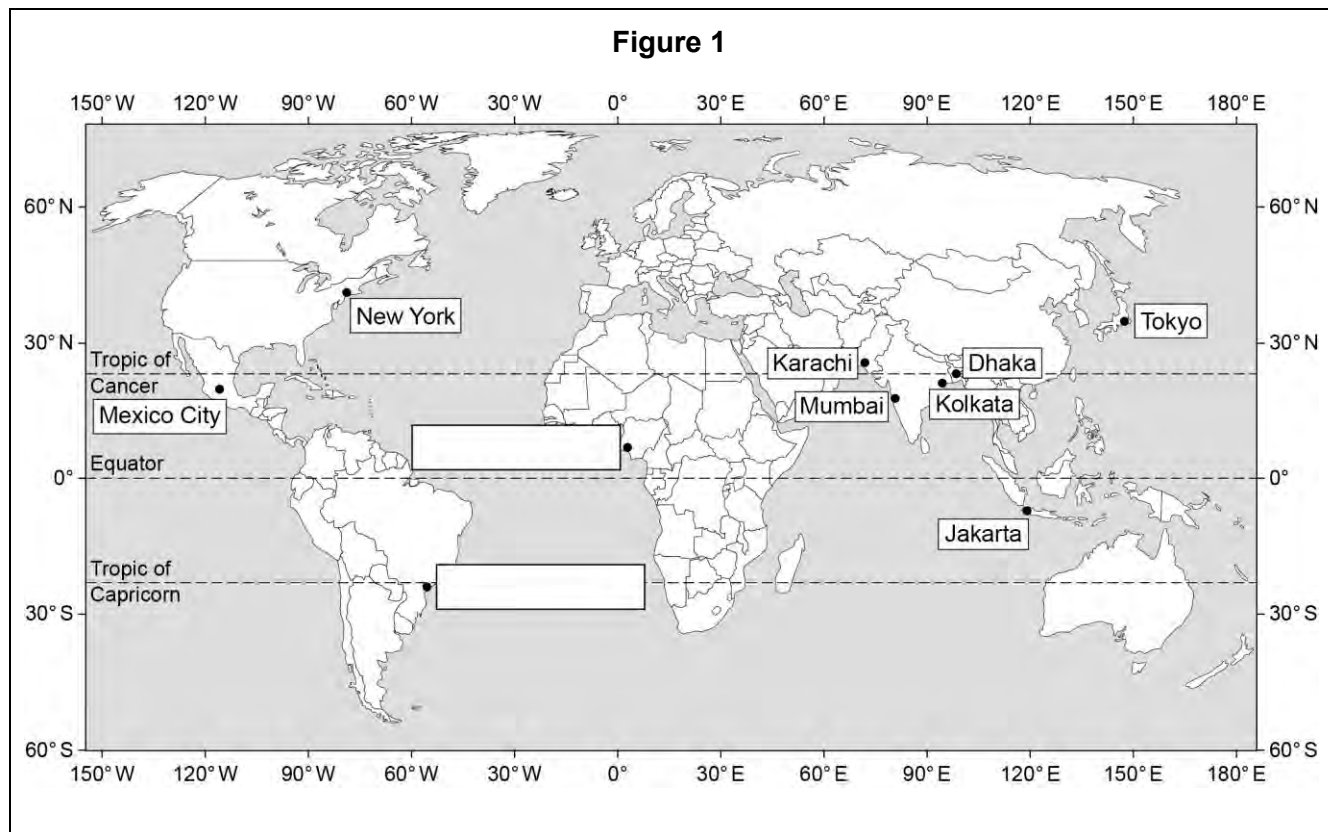 Figure 1
150°W 120°W 90°W 60°W 30°W 0° 30°E 60°E 90°E 120°E 150°E 180°E
60°N 60°N
New York
Tokyo
30°N 30°N
Tropic of
Cancer
Karachi
Dhaka
Mexico City
Mumbai
Kolkata
Equator
0° 0°
Jakarta
Tropic of
Capricorn
30°S 30°S
60°S 60°S
150°W 120°W 90°W 60°W 30°W 0° 30°E 60°E 90°E 120°E 150°E 180°E